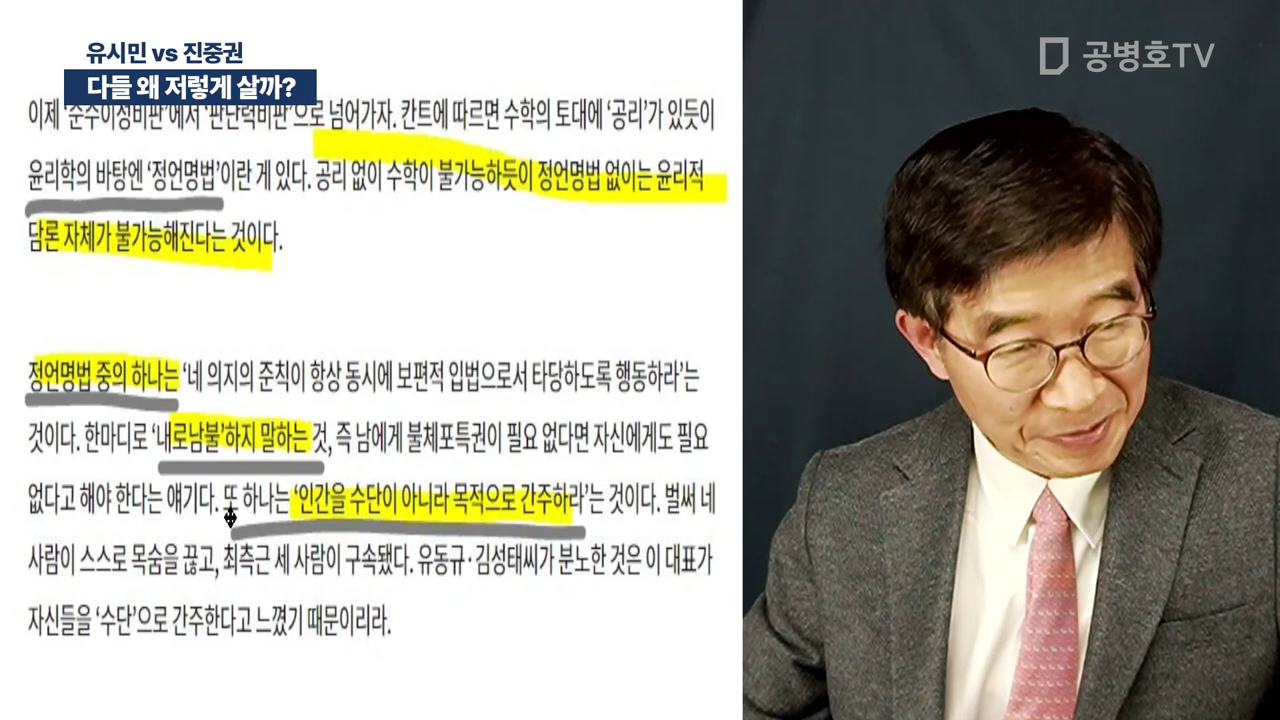 유시민 vs 진중권
다들 왜 저렇게 살까?
공병호TV
이제 '순수이성비판'에서 '판단력비판'으로 넘어가자. 칸트에 따르면 수학의 토대에 '공리'가 있듯이
윤리학의 바탕엔 '정언명법'이란 게 있다. 공리 없이 수학이 불가능하듯이 정언명법 없이는 윤리적
담론 자체가 불가능해진다는 것이다.
정언명법 중의 하나는 '네 의지의 준칙이 항상 동시에 보편적 입법으로서 타당하도록 행동하라'는
것이다. 한마디로 '내로남불'하지 말하는 것, 즉 남에게 불체포특권이 필요 없다면 자신에게도 필요
없다고 해야 한다는 얘기다. 또 하나는 '인간을 수단이 아니라 목적으로 간주하라'는 것이다. 벌써 네
사람이 스스로 목숨을 끊고, 최측근 세 사람이 구속됐다. 유동규·김성태씨가 분노한 것은 이 대표가
자신들을 '수단'으로 간주한다고 느꼈기 때문이리라.